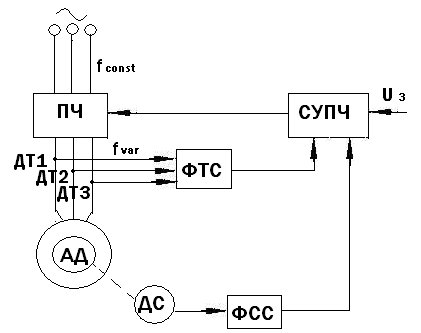 f const
U з
ПЧ
СУПЧ
f var
ДТ1
ДТ2
ДТ3
ФТС
АД
ДС
ФСС